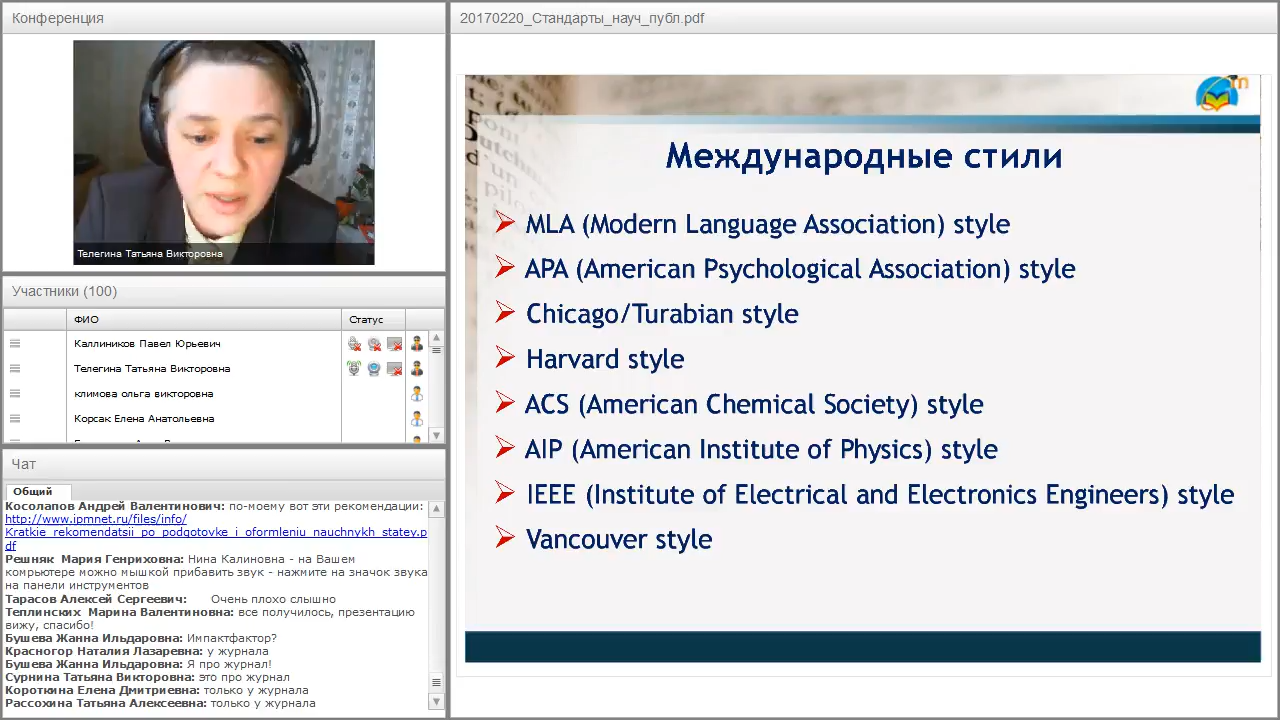 Конференция
Телегина Татьяна Викторовна
Участники (100)
ФИО Статус
Каллиников Павел Юрьевич
Телегина Татьяна Викторовна
климова ольга викторовна
Корсак Елена Анатольевна
Чат
Общий
Косолапов Андрей Валентинович: по-моему вот эти рекомендации:
http://www.ipmnet.ru/files/info/
Kratkie_rekomendatsii_po_podgotovke_i_oformleniu_nauchnykh_statev.p
df
Решняк Мария Генриховна: Нина Калиновна - на Вашем
компрьютере можно мышкой прибавить звук - нажмите на значок звука
на панели инструментов
Тарасов Алексей Сергеевич: Очень плохо слышно
Теплинских Марина Валентиновна: все получилось, презентацию
вижу, спасибо!
Бушева Жанна Ильдаровна: Импактфактор?
Красногор Наталия Лазаревна: у журнала
Бушева Жанна Ильдаровна: Я про журнал!
Сурнина Татьяна Викторовна: это про журнал
Короткина Елена Дмитриевна: только у журнала
Рассохина Татьяна Алексеевна: только у журнала
20170220_Стандарты_науч_публ.pdf
Международные стили
MLA (Modern Language Association) style
APA (American Psychological Association) style
Chicago/Turabian style
Harvard style
ACS (American Chemical Society) style
AIP (American Institute of Physics) style
IEEE (Institute of Electrical and Electronics Engineers) style
Vancouver style